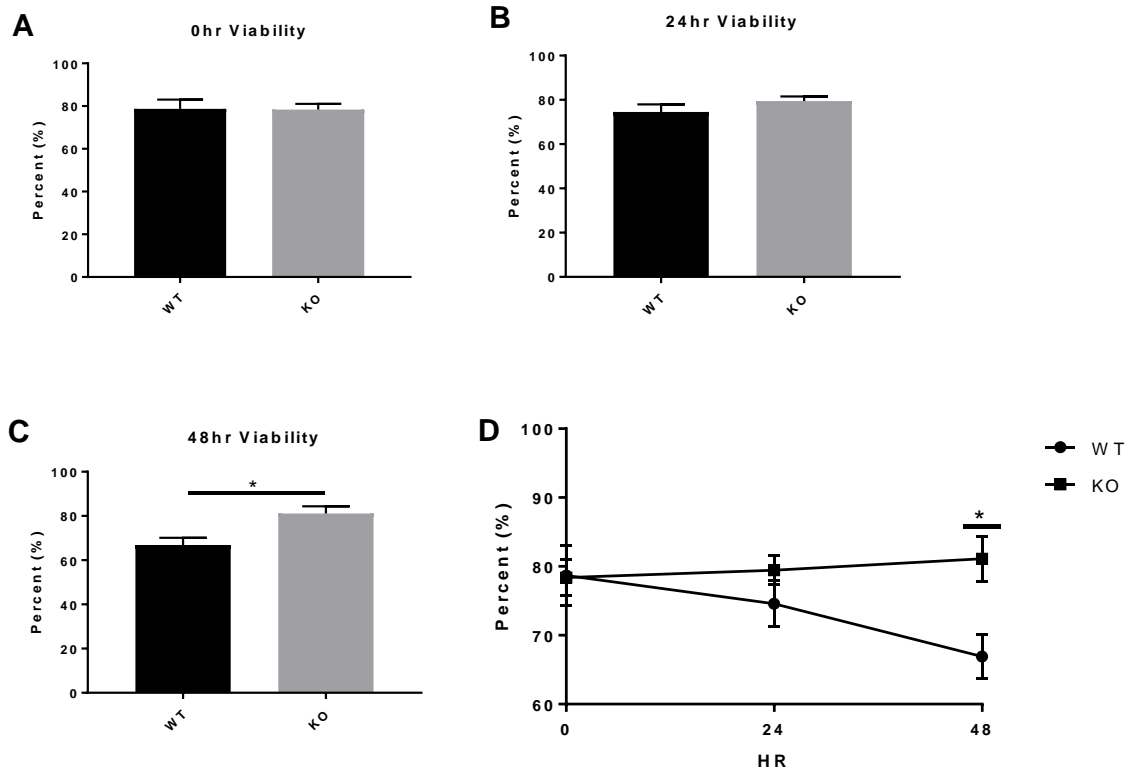 A
0hr Viability
Percent (%)
100
80
60
40
20
0
WT
KO
B
24hr Viability
Percent (%)
100
80
60
40
20
0
WT
KO
C
48hr Viability
Percent (%)
100
80
60
40
20
0
*
WT
KO
D
Percent (%)
100
90
80
70
60
*
0
24
48
HR
WT
KO